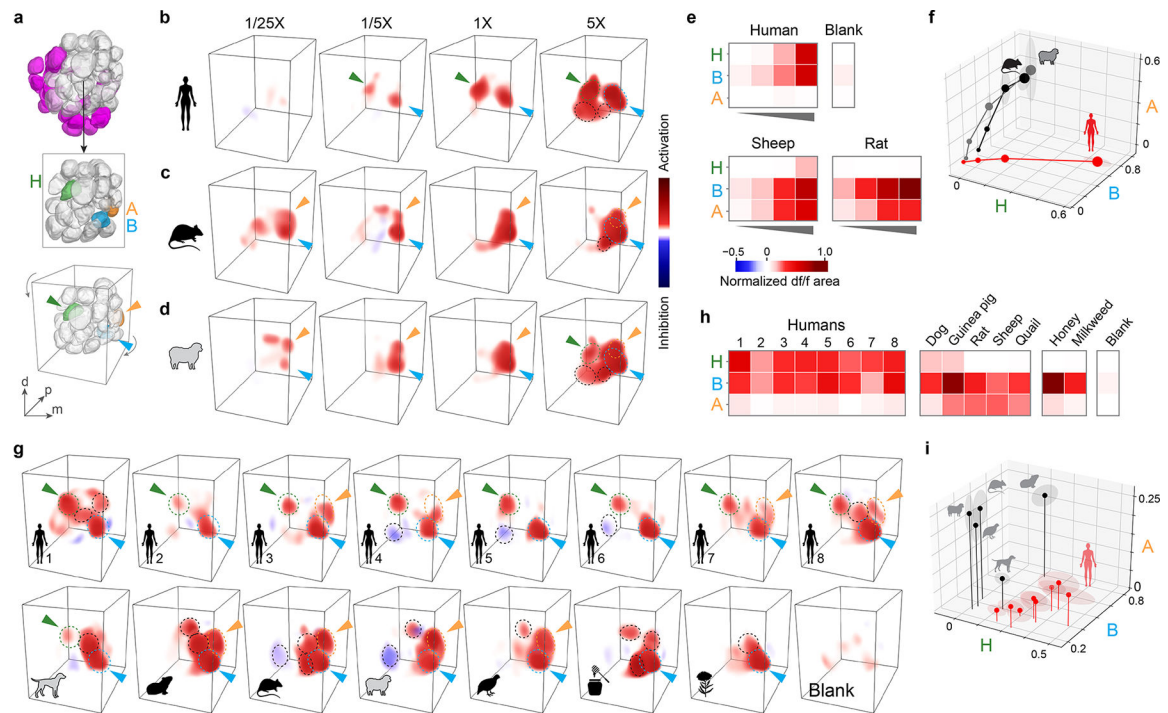 a
H
A
B
d
p
m
b
1/25X
1/5X
1X
5X
c
d
Activation
Inhibition
e
Human
Blank
H
B
A
Sheep
Rat
H
B
A
−0.5
0
1.0
Normalized df/f area
f
0.6
A
0
0.8
B
0
0
H
0.6
g
1
2
3
4
5
6
7
8
Blank
h
Humans
1 2 3 4 5 6 7 8
Dog
Guinea pig
Rat
Sheep
Quail
Honey
Milkweed
Blank
H
B
A
i
0.25
A
0
0.8
B
0.2
0
H
0.5